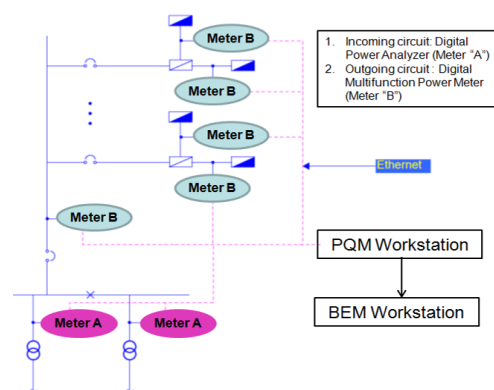 Meter B
1. Incoming circuit: Digital
Power Analyzer (Meter "A")
2. Outgoing circuit : Digital
Multifunction Power Meter
(Meter "B")
Meter B
Meter B
Ethernet
Meter B
Meter B
PQM Workstation
BEM Workstation
Meter A
Meter A